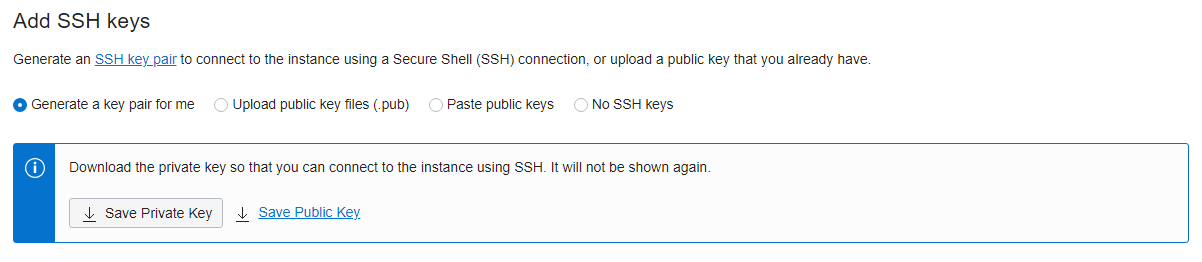 Add SSH keys
Generate an SSH key pair to connect to the instance using a Secure Shell (SSH) connection, or upload a public key that you already have.
Generate a key pair for me Upload public key files (.pub) Paste public keys No SSH keys
Download the private key so that you can connect to the instance using SSH. It will not be shown again.
Save Private Key Save Public Key